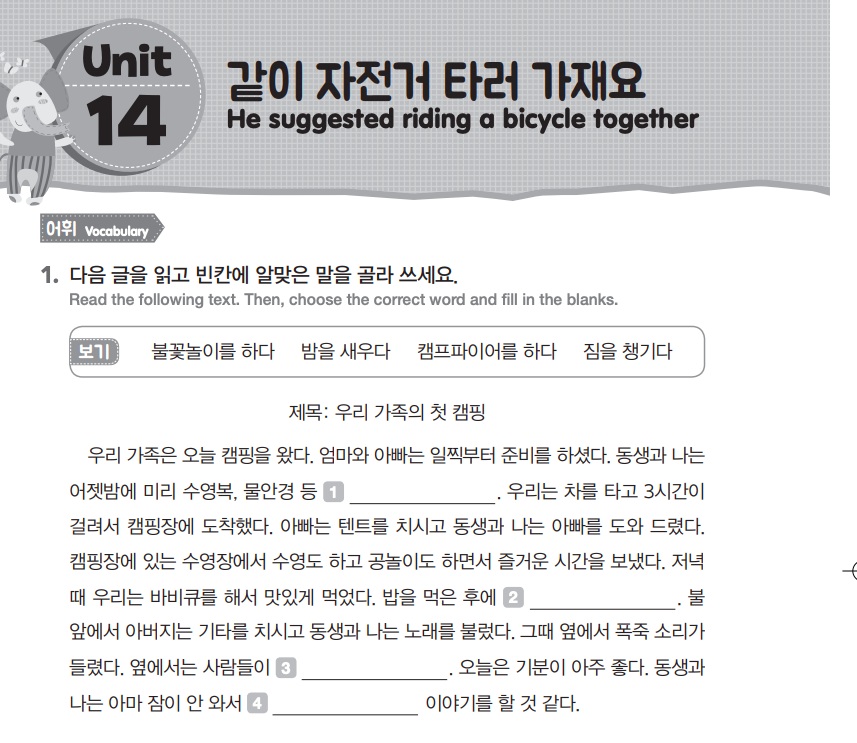 Unit
14
같이 자전거 타러 가재요
He suggested riding a bicycle together
어휘 Vocabulary
1. 다음 글을 읽고 빈칸에 알맞은 말을 골라 쓰세요.
Read the following text. Then, choose the correct word and fill in the blanks.
보기 불꽃놀이를 하다 밤을 새우다 캠프파이어를 하다 짐을 챙기다
제목: 우리 가족의 첫 캠핑
우리 가족은 오늘 캠핑을 왔다. 엄마와 아빠는 일찍부터 준비를 하셨다. 동생과 나는
어젯밤에 미리 수영복, 물안경 등 1 ______________. 우리는 차를 타고 3시간이
걸려서 캠핑장에 도착했다. 아빠는 텐트를 치시고 동생과 나는 아빠를 도와 드렸다.
캠핑장에 있는 수영장에서 수영도 하고 공놀이도 하면서 즐거운 시간을 보냈다. 저녁
때 우리는 바비큐를 해서 맛있게 먹었다. 밥을 먹은 후에 2 ______________. 불
앞에서 아버지는 기타를 치시고 동생과 나는 노래를 불렀다. 그때 옆에서 폭죽 소리가
들렸다. 옆에서는 사람들이 3 ______________. 오늘은 기분이 아주 좋다. 동생과
나는 아마 잠이 안 와서 4 ______________ 이야기를 할 것 같다.